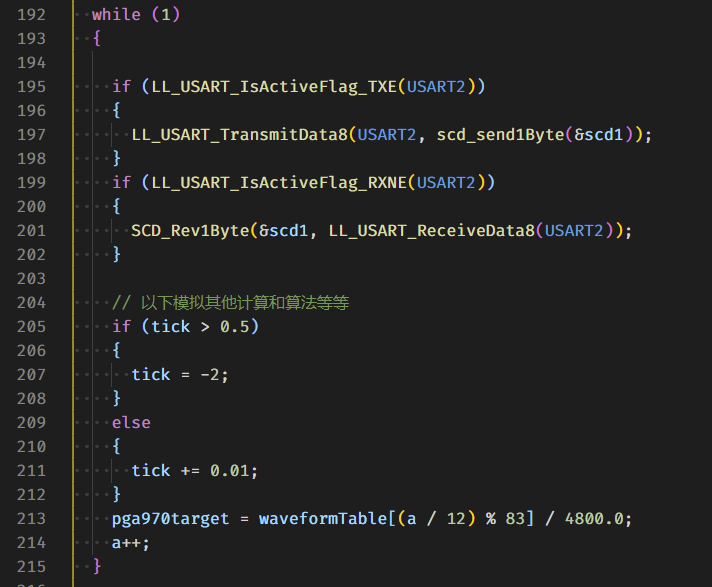 192 while (1)
193 {
194
195 if (LL_USART_IsActiveFlag_TXE(USART2))
196 {
197 LL_USART_TransmitData8(USART2, scd_send1Byte(&scd1));
198 }
199 if (LL_USART_IsActiveFlag_RXNE(USART2))
200 {
201 SCD_Rev1Byte(&scd1, LL_USART_ReceiveData8(USART2));
202 }
203
204 // 以下模拟其他计算和算法等等
205 if (tick > 0.5)
206 {
207 tick = -2;
208 }
209 else
210 {
211 tick += 0.01;
212 }
213 pga970target = waveformTable[(a / 12) % 83] / 4800.0;
214 a++;
215 }